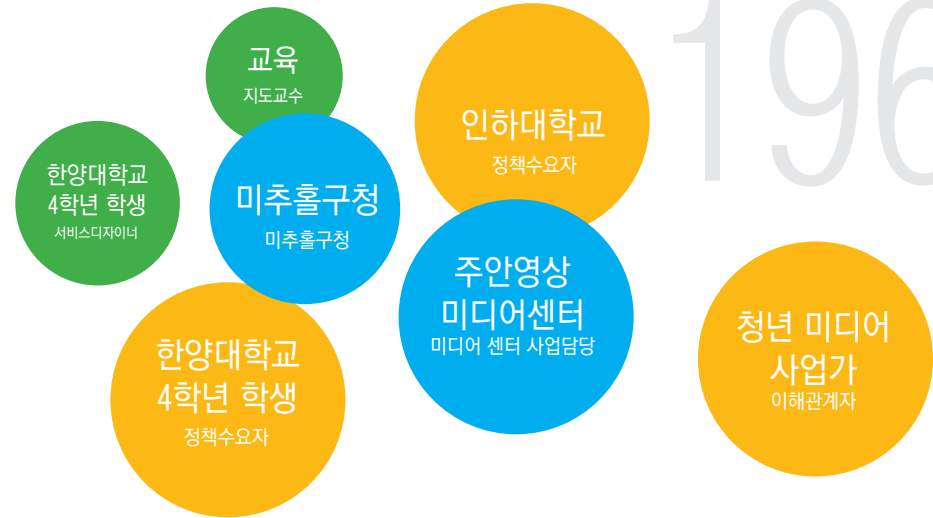 196
교육
지도교수
인하대학교
정책수요자
한양대학교
4학년 학생
서비스디자이너
미추홀구청
미추홀구청
주안영상
미디어센터
미디어 센터 사업담당
청년 미디어
사업가
이해관계자
한양대학교
4학년 학생
정책수요자